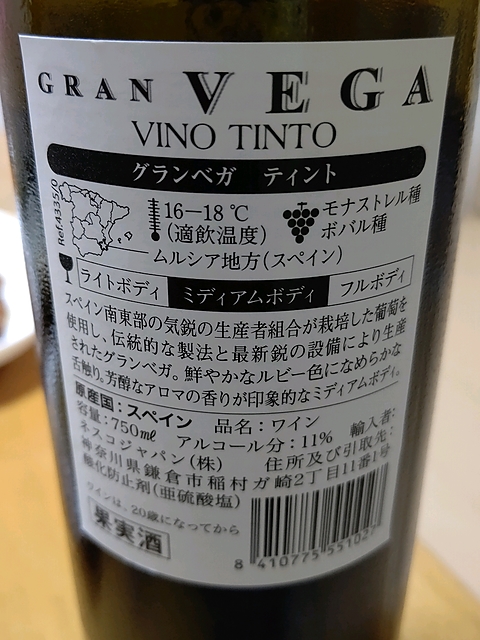 GRAN VEGA
VINO TINTO
グランベガ ティント
Ref.4335/0
16−18℃
(適飲温度)
モナストレル種
ボバル種
ムルシア地方(スペイン)
ライトボディ ミディアムボディ フルボディ
スペイン南東部の気鋭の生産者組合が栽培した葡萄を
使用し、伝統的な製法と最新鋭の設備により生産
されたグランベガ。鮮やかなルビー色になめらかな
舌触り。芳醇なアロマの香りが印象的なミディアムボディ。
原産国:スペイン 品名:ワイン
容量:750ml アルコール分:11% 輸入者:
ネスコジャパン(株) 住所及び引取先:
神奈川県鎌倉市稲村ガ崎2丁目11番1号
酸化防止剤(亜硫酸塩)
ワインは、20歳になってから
果実酒
8 410775 551027